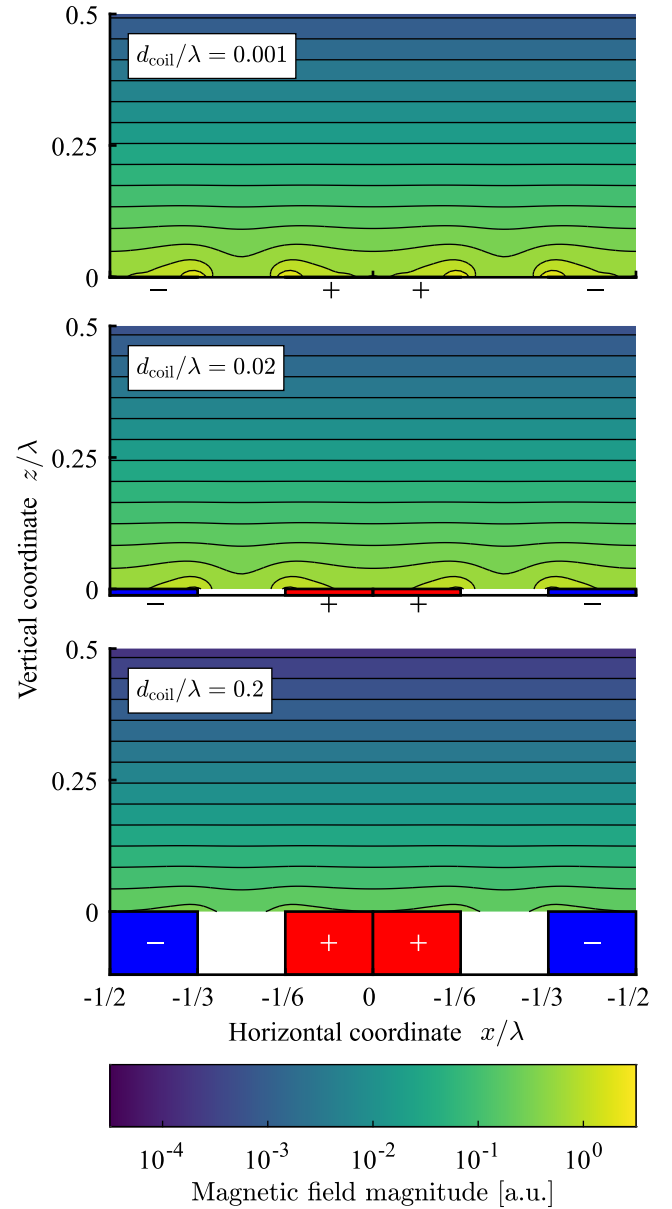 0.5
d_coil/λ = 0.001
0.25
0
− + + −
0.5
d_coil/λ = 0.02
0.25
0
− + + −
Vertical coordinate z/λ
0.5
d_coil/λ = 0.2
0.25
0
− + + −
-1/2 -1/3 -1/6 0 -1/6 -1/3 -1/2
Horizontal coordinate x/λ
10⁻⁴ 10⁻³ 10⁻² 10⁻¹ 10⁰
Magnetic field magnitude [a.u.]